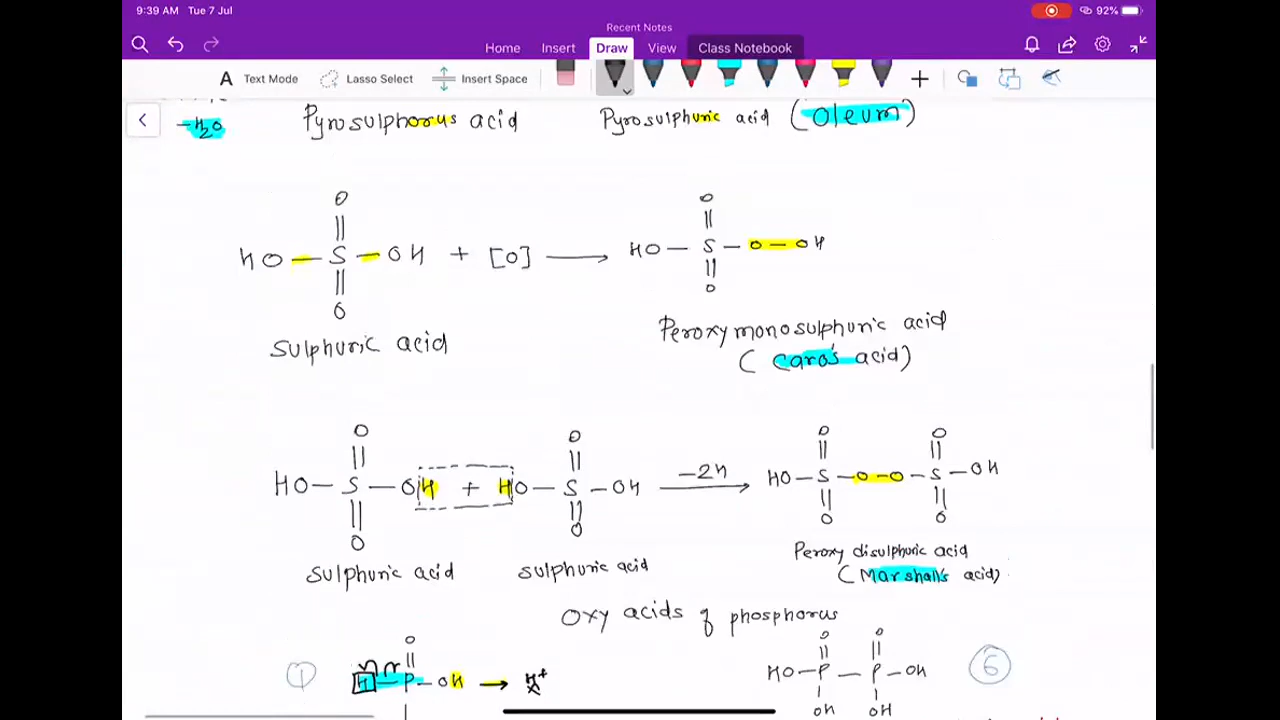 9:39 AM Tue 7 Jul
92%
Recent Notes
Home Insert Draw View Class Notebook
A Text Mode Lasso Select Insert Space
-H2O Pyrosulphorus acid Pyrosulphuric acid (Oleum)
O O
HO — S — OH + [O] ⟶ HO — S — O — OH
O O
Sulphuric acid Peroxymonosulphuric acid
(Caro's acid)
O O O O
HO — S — OH + HO — S — OH -2H ⟶ HO — S — O — O — S — OH
O O O O
Peroxy disulphuric acid
Sulphuric acid sulphuric acid (Marshall's acid)
Oxy acids of phosphorus
O O O
1 H — P — OH → H+ HO — P — P — OH 6
OH OH